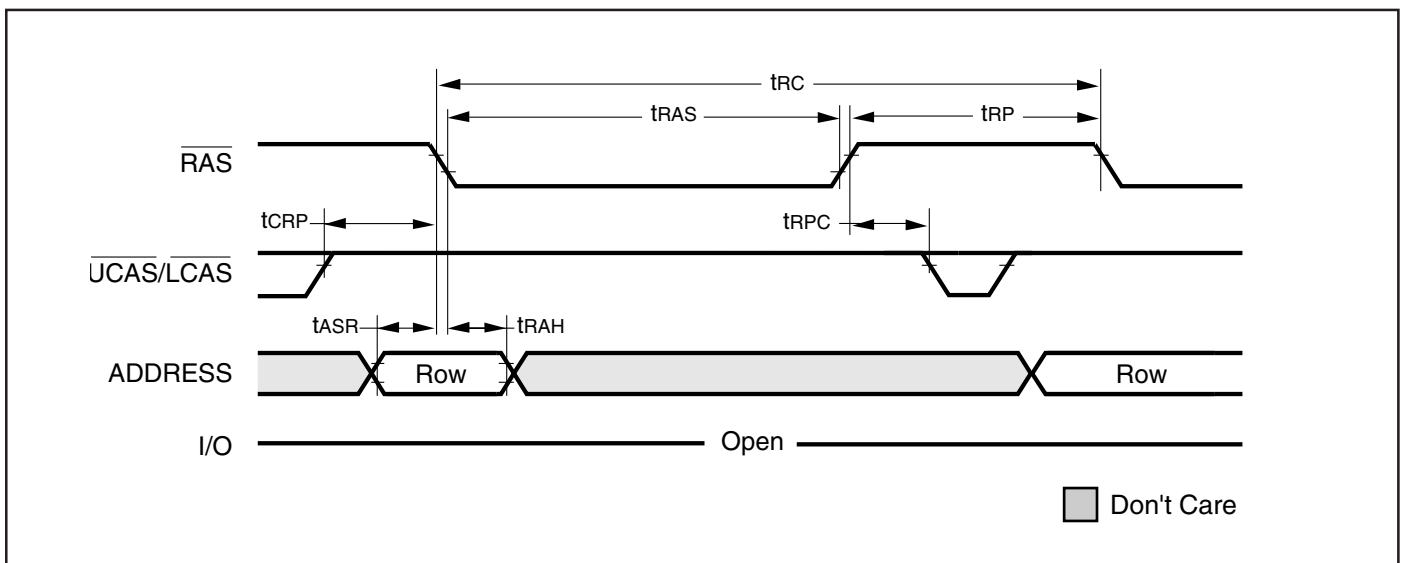 tRC
tRAS
tRP
RAS
tCRP
tRPC
UCAS/LCAS
tASR
tRAH
ADDRESS
Row
Row
I/O
Open
Don't Care